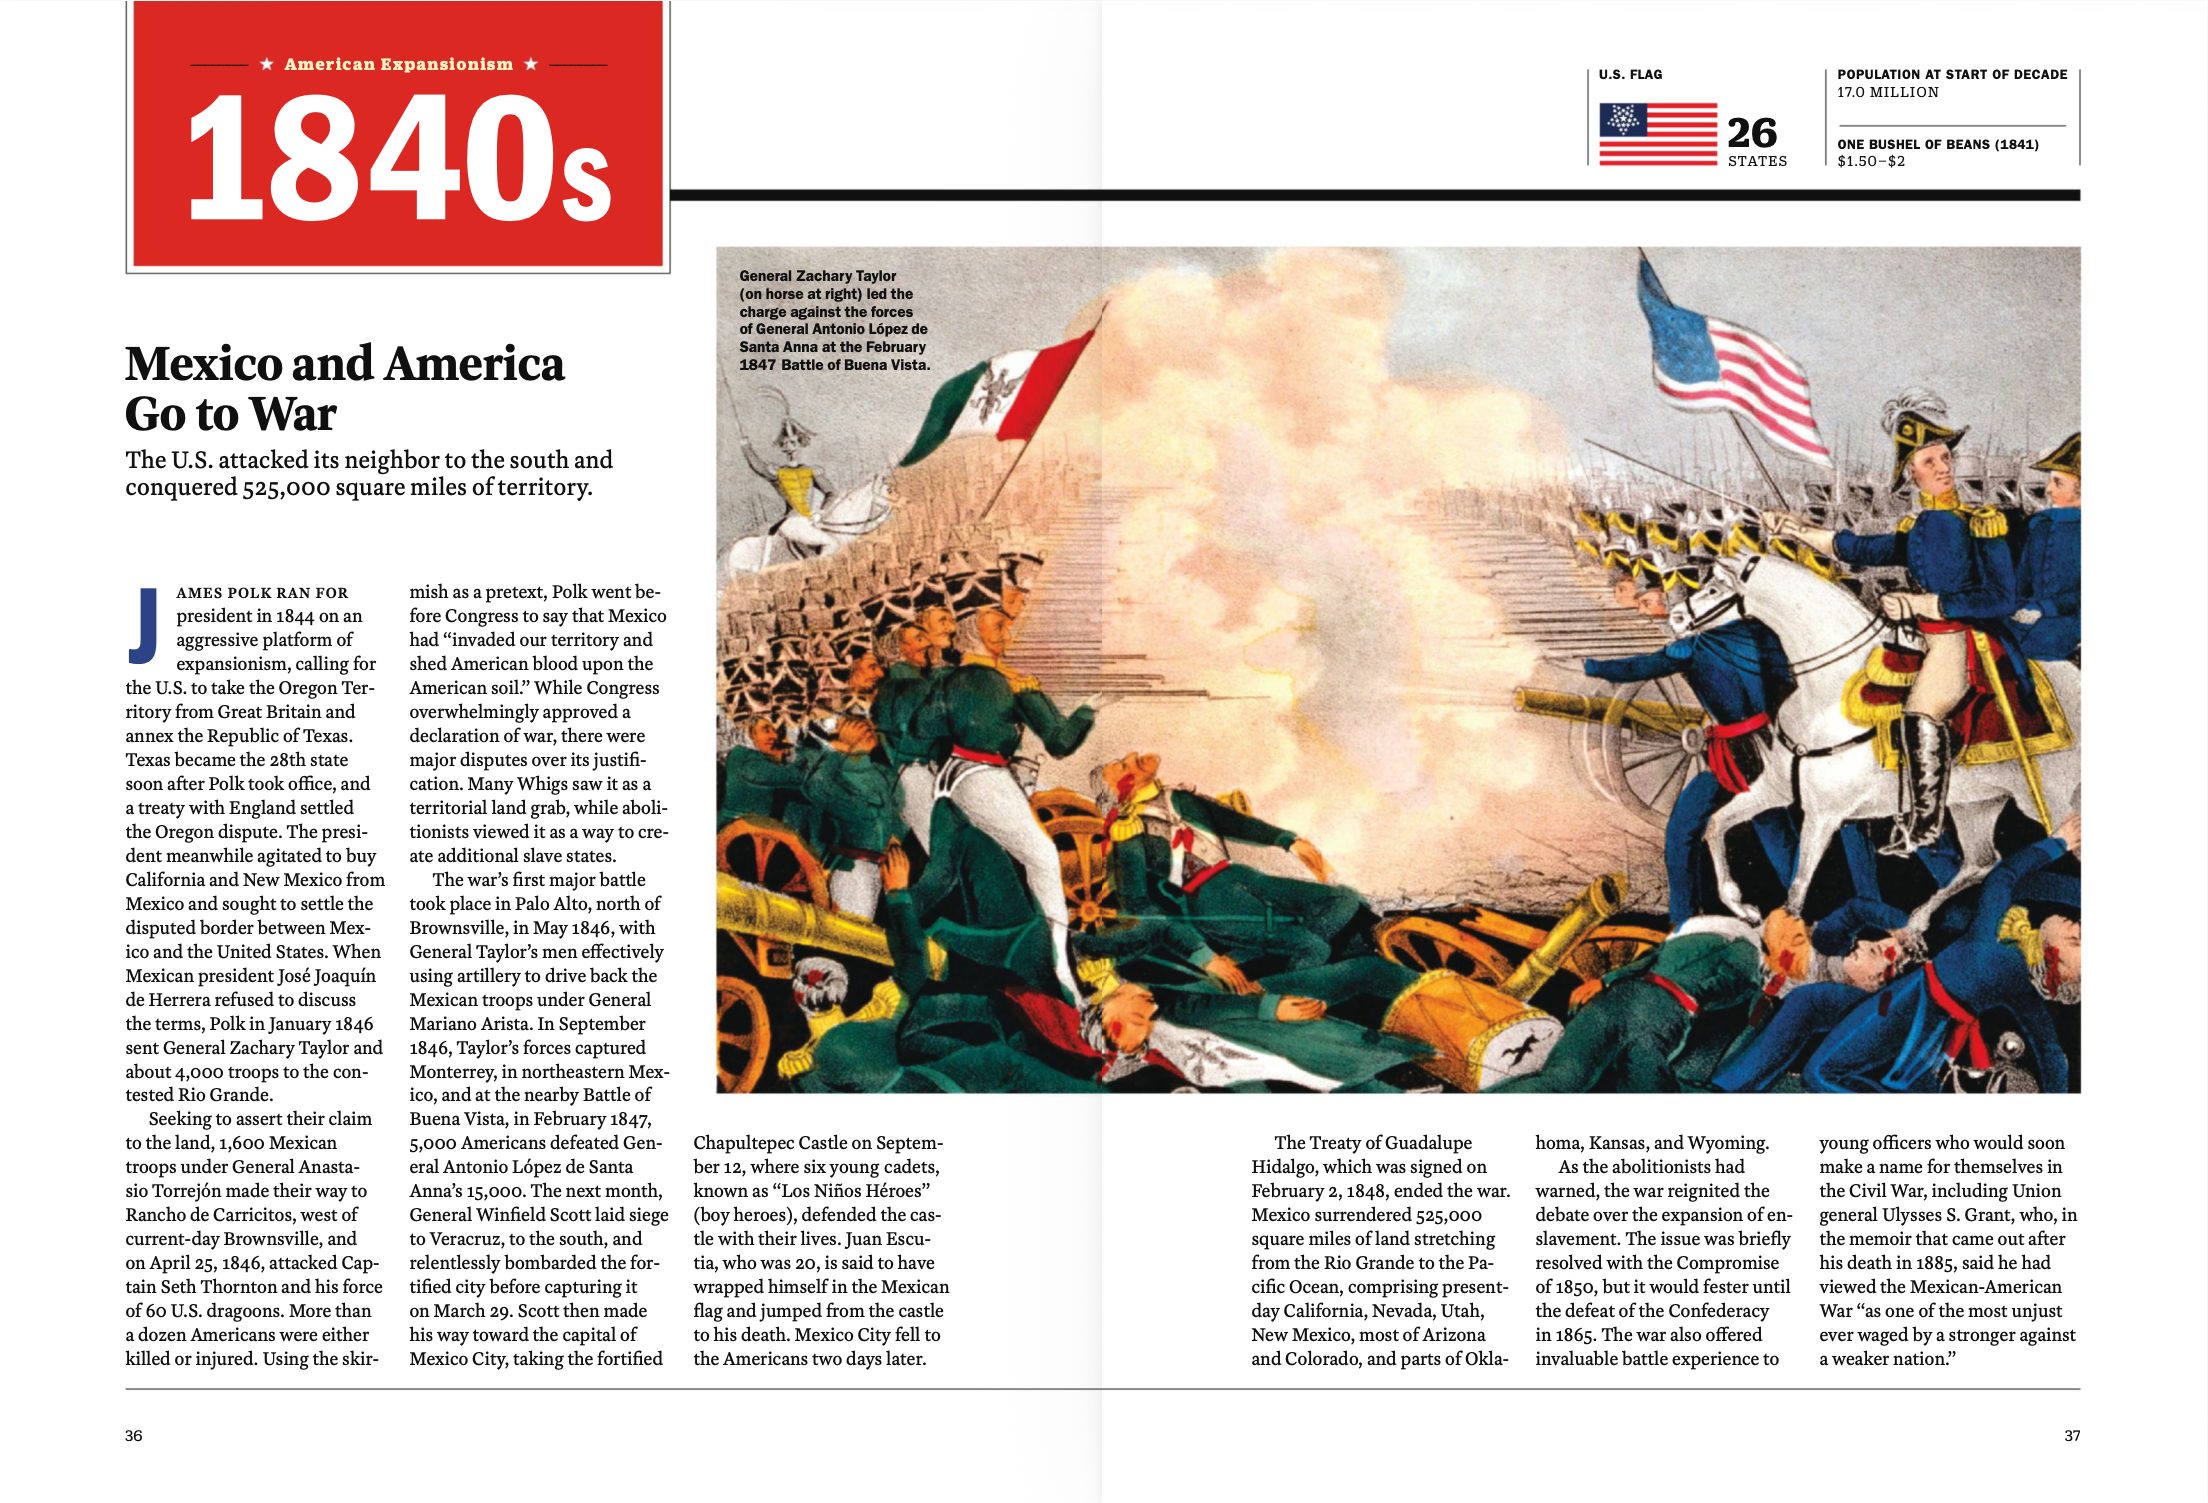 ★ American Expansionism ★
1840s
U.S. FLAG
26
STATES
POPULATION AT START OF DECADE
17.0 MILLION
ONE BUSHEL OF BEANS (1841)
$1.50–$2
General Zachary Taylor
(on horse at right) led the
charge against the forces
of General Antonio López de
Santa Anna at the February
1847 Battle of Buena Vista.
Mexico and America
Go to War
The U.S. attacked its neighbor to the south and
conquered 525,000 square miles of territory.
JAMES POLK RAN FOR
president in 1844 on an
aggressive platform of
expansionism, calling for
the U.S. to take the Oregon Ter-
ritory from Great Britain and
annex the Republic of Texas.
Texas became the 28th state
soon after Polk took office, and
a treaty with England settled
the Oregon dispute. The presi-
dent meanwhile agitated to buy
California and New Mexico from
Mexico and sought to settle the
disputed border between Mex-
ico and the United States. When
Mexican president José Joaquín
de Herrera refused to discuss
the terms, Polk in January 1846
sent General Zachary Taylor and
about 4,000 troops to the con-
tested Rio Grande.
Seeking to assert their claim
to the land, 1,600 Mexican
troops under General Anasta-
sio Torrejón made their way to
Rancho de Carricitos, west of
current-day Brownsville, and
on April 25, 1846, attacked Cap-
tain Seth Thornton and his force
of 60 U.S. dragoons. More than
a dozen Americans were either
killed or injured. Using the skir-
mish as a pretext, Polk went be-
fore Congress to say that Mexico
had “invaded our territory and
shed American blood upon the
American soil.” While Congress
overwhelmingly approved a
declaration of war, there were
major disputes over its justifi-
cation. Many Whigs saw it as a
territorial land grab, while aboli-
tionists viewed it as a way to cre-
ate additional slave states.
The war’s first major battle
took place in Palo Alto, north of
Brownsville, in May 1846, with
General Taylor’s men effectively
using artillery to drive back the
Mexican troops under General
Mariano Arista. In September
1846, Taylor’s forces captured
Monterrey, in northeastern Mex-
ico, and at the nearby Battle of
Buena Vista, in February 1847,
5,000 Americans defeated Gen-
eral Antonio López de Santa
Anna’s 15,000. The next month,
General Winfield Scott laid siege
to Veracruz, to the south, and
relentlessly bombarded the for-
tified city before capturing it
on March 29. Scott then made
his way toward the capital of
Mexico City, taking the fortified
Chapultepec Castle on Septem-
ber 12, where six young cadets,
known as “Los Niños Héroes”
(boy heroes), defended the cas-
tle with their lives. Juan Escu-
tia, who was 20, is said to have
wrapped himself in the Mexican
flag and jumped from the castle
to his death. Mexico City fell to
the Americans two days later.
The Treaty of Guadalupe
Hidalgo, which was signed on
February 2, 1848, ended the war.
Mexico surrendered 525,000
square miles of land stretching
from the Rio Grande to the Pa-
cific Ocean, comprising present-
day California, Nevada, Utah,
New Mexico, most of Arizona
and Colorado, and parts of Okla-
homa, Kansas, and Wyoming.
As the abolitionists had
warned, the war reignited the
debate over the expansion of en-
slavement. The issue was briefly
resolved with the Compromise
of 1850, but it would fester until
the defeat of the Confederacy
in 1865. The war also offered
invaluable battle experience to
young officers who would soon
make a name for themselves in
the Civil War, including Union
general Ulysses S. Grant, who, in
the memoir that came out after
his death in 1885, said he had
viewed the Mexican-American
War “as one of the most unjust
ever waged by a stronger against
a weaker nation.”
36
37